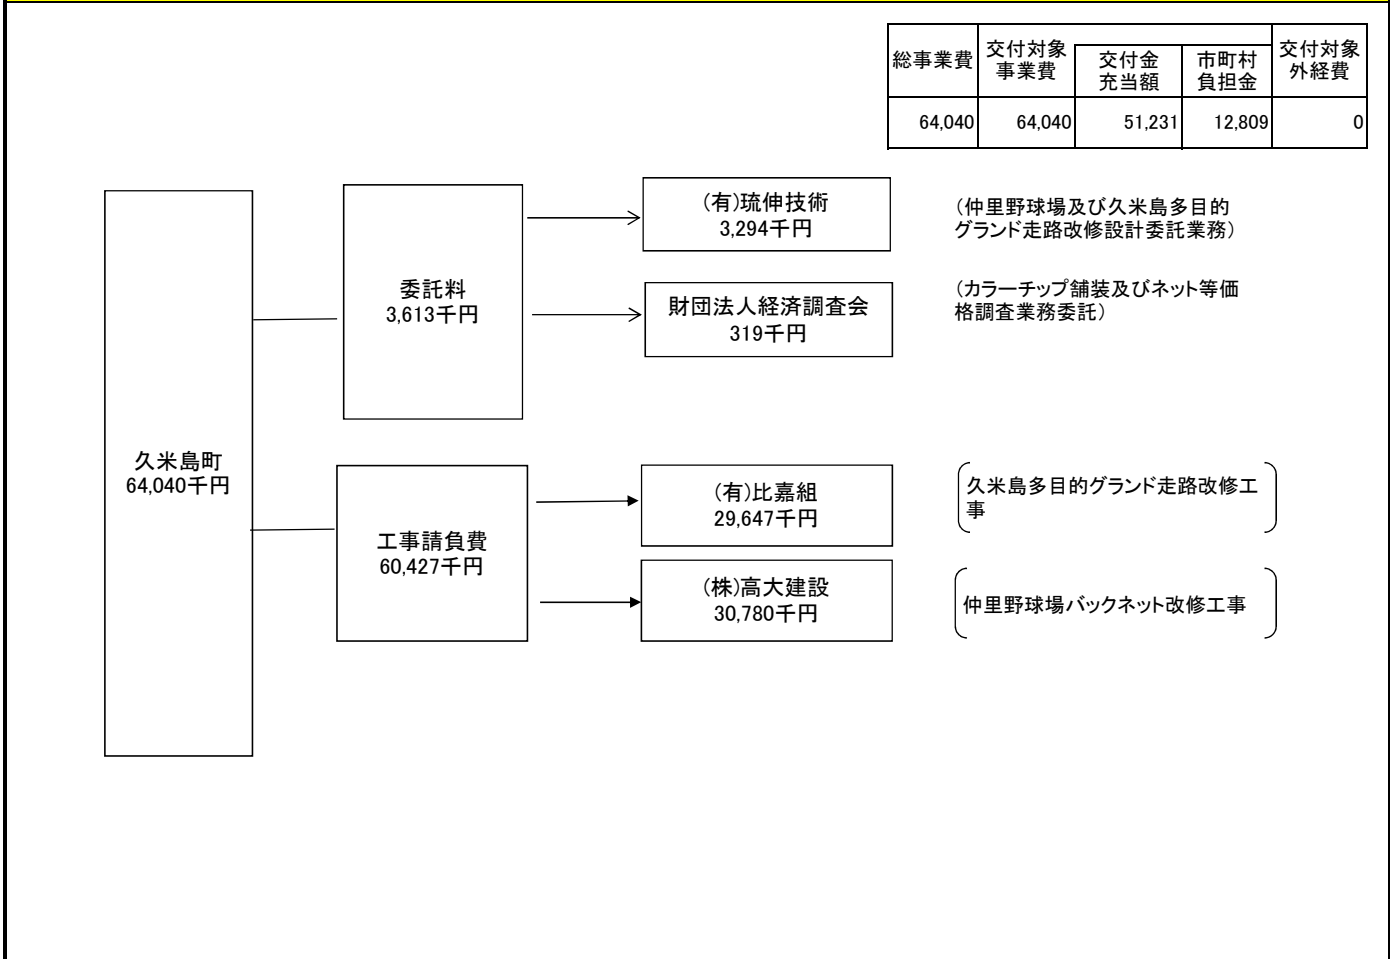 総事業費
交付対象
事業費
交付金
充当額
市町村
負担金
交付対象
外経費
64,040
64,040
51,231
12,809
0
久米島町
64,040千円
委託料
3,613千円
(有)琉伸技術
3,294千円
(仲里野球場及び久米島多目的
グランド走路改修設計委託業務)
財団法人経済調査会
319千円
(カラーチップ舗装及びネット等価
格調査業務委託)
工事請負費
60,427千円
(有)比嘉組
29,647千円
久米島多目的グランド走路改修工
事
(株)高大建設
30,780千円
仲里野球場バックネット改修工事